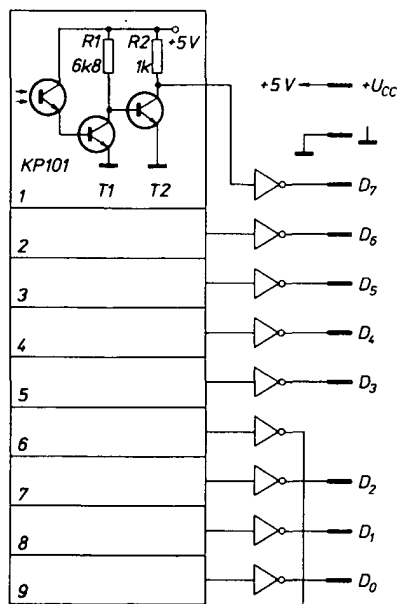 R1 R2 +5V
6k8 1k
+5V +U_CC
KP101 T1 T2
1 D7
2 D6
3 D5
4 D4
5 D3
6
7 D2
8 D1
9 D0